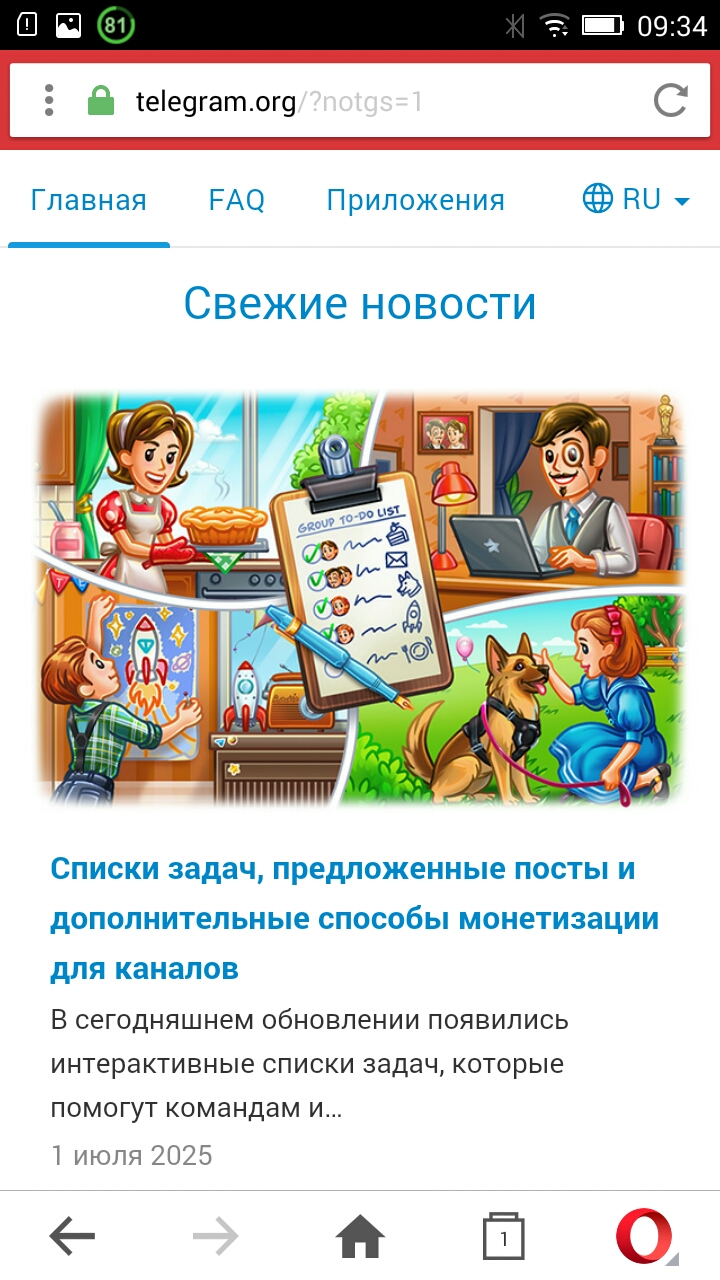 81
09:34
telegram.org/?notgs=1
Главная FAQ Приложения RU
Свежие новости
GROUP TO-DO LIST
Списки задач, предложенные посты и
дополнительные способы монетизации
для каналов
В сегодняшнем обновлении появились
интерактивные списки задач, которые
помогут командам и...
1 июля 2025
1